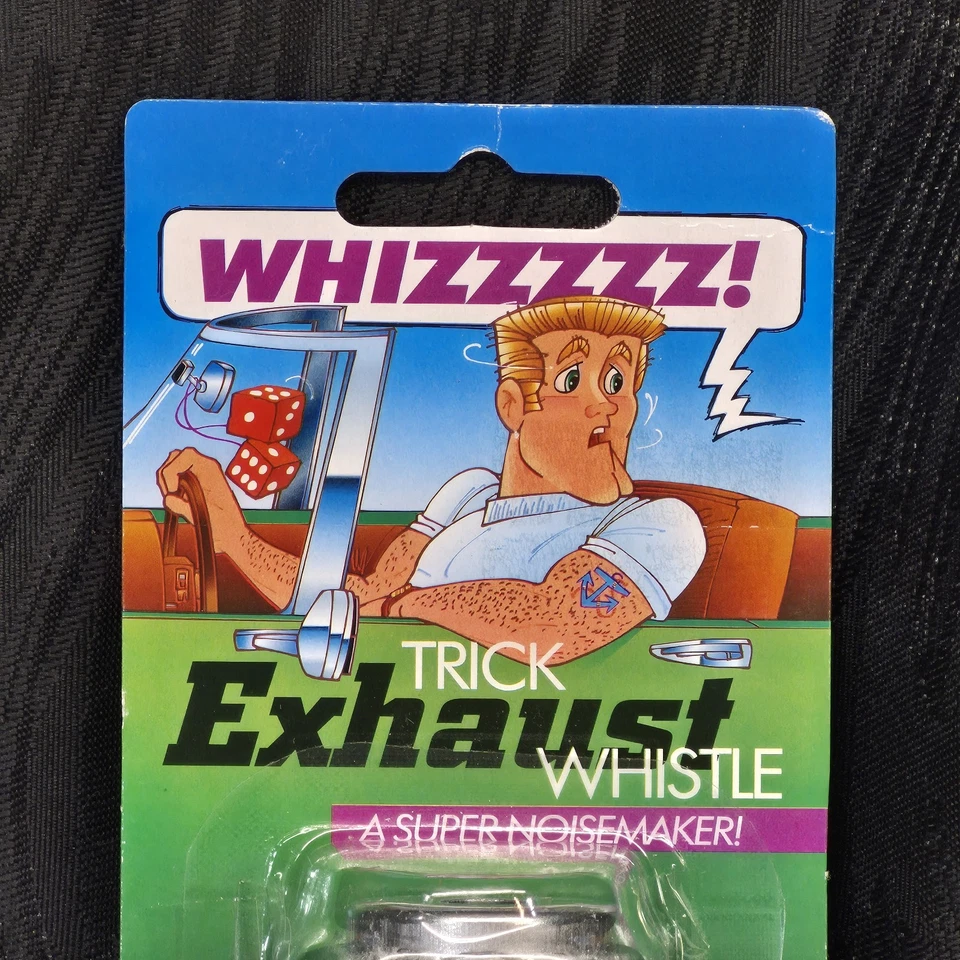 WHIZZZZZ!
TRICK
Exhaust
WHISTLE
A SUPER NOISEMAKER!